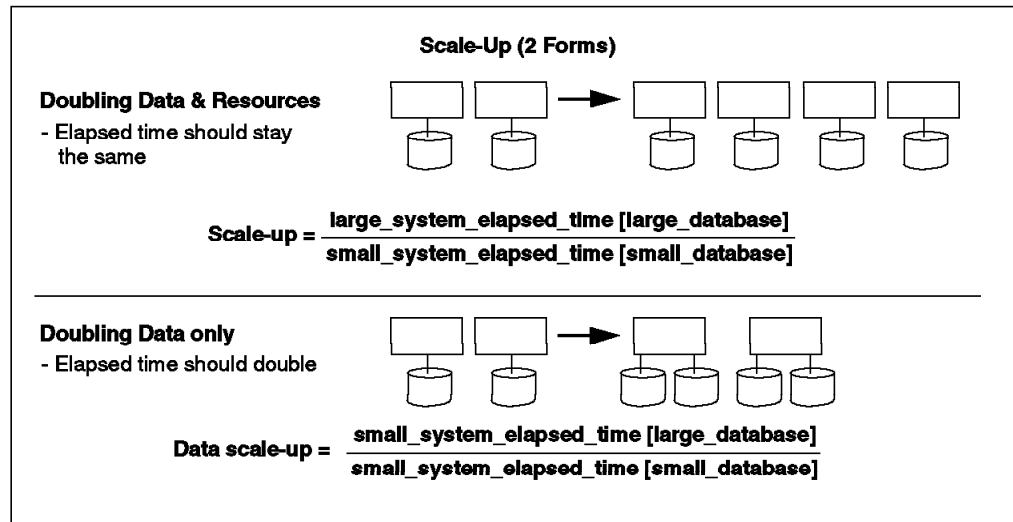 Scale-Up (2 Forms)
Doubling Data & Resources
- Elapsed time should stay
the same
Scale-up = large_system_elapsed_time [large_database]
small_system_elapsed_time [small_database]
Doubling Data only
- Elapsed time should double
Data scale-up = small_system_elapsed_time [large_database]
small_system_elapsed_time [small_database]